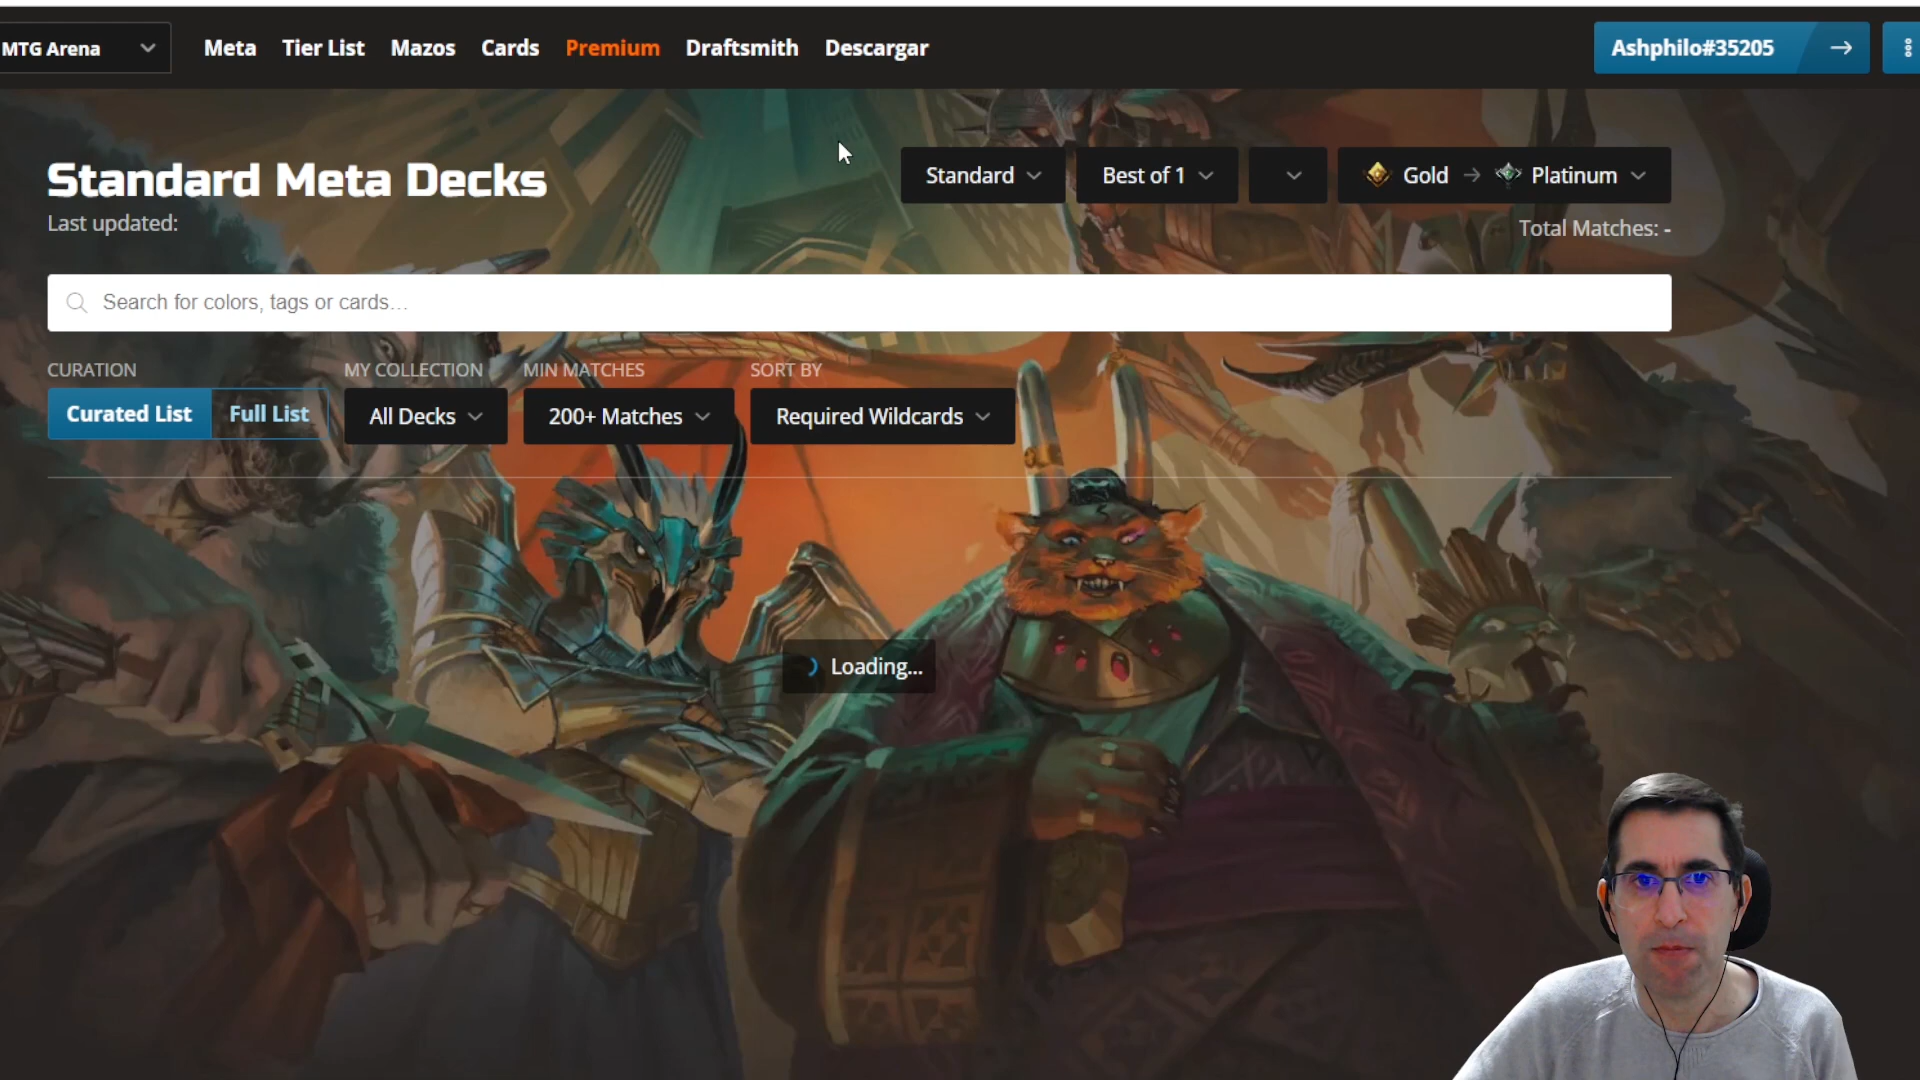 MTG Arena
Meta Tier List Mazos Cards Premium Draftsmith Descargar
Ashphilo#35205
Standard Meta Decks
Last updated:
Standard
Best of 1
Gold
Platinum
Total Matches: -
Search for colors, tags or cards...
CURATION
Curated List
Full List
MY COLLECTION
All Decks
MIN MATCHES
200+ Matches
SORT BY
Required Wildcards
Loading...